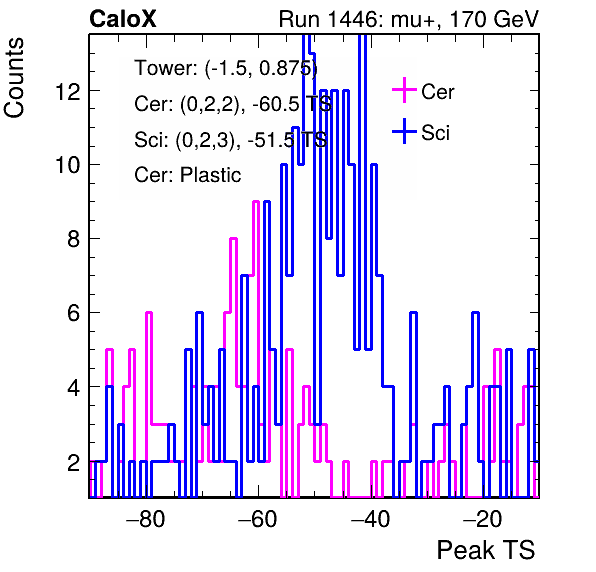 CaloX Run 1446: mu+, 170 GeV
Counts
Tower: (-1.5, 0.875)
Cer: (0,2,2), -60.5 TS
Sci: (0,2,3), -51.5 TS
Cer: Plastic
Cer
Sci
12
10
8
6
4
2
−80 −60 −40 −20
Peak TS